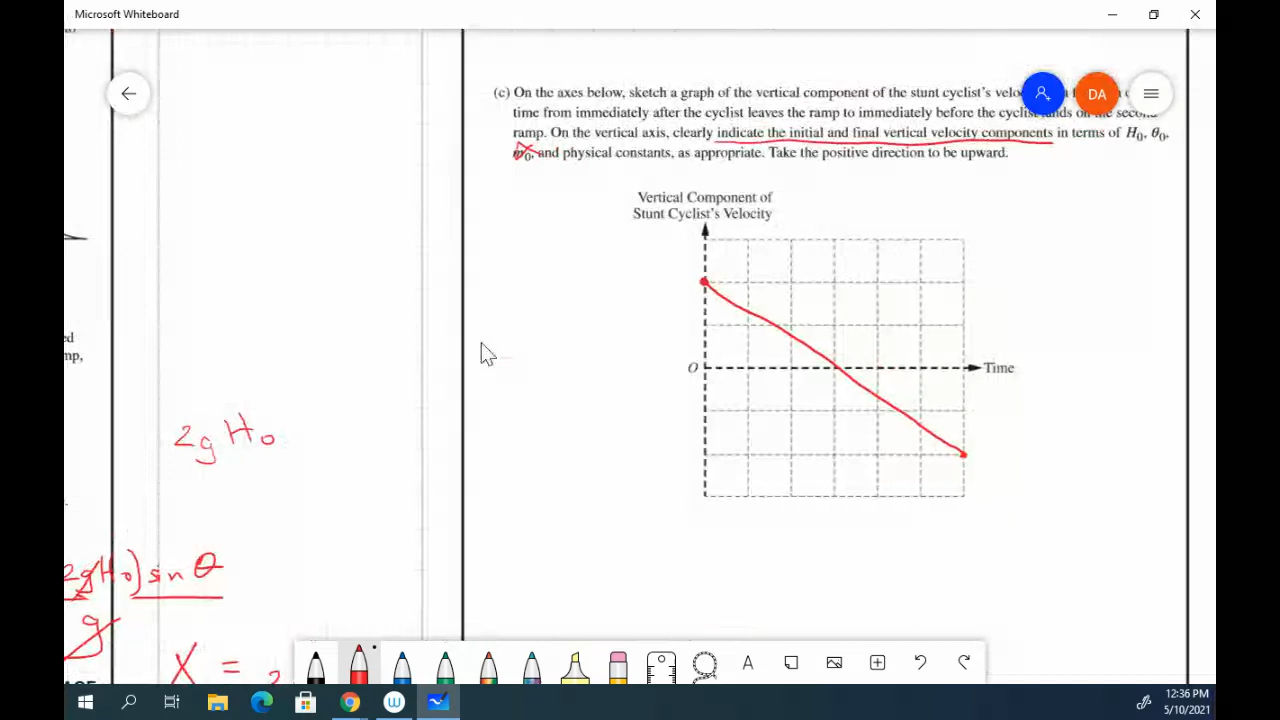 Microsoft Whiteboard
(c) On the axes below, sketch a graph of the vertical component of the stunt cyclist's
DA
time from immediately after the cyclist leaves the ramp to immediately before the cyclist on the
ramp. On the vertical axis, clearly indicate the initial and final vertical velocity components in terms of H₀, θ₀,
m₀, and physical constants, as appropriate. Take the positive direction to be upward.
Vertical Component of
Stunt Cyclist's Velocity
O
Time
2gH₀
2gH₀) sin θ
g
X =
A
12:36 PM
5/10/2021